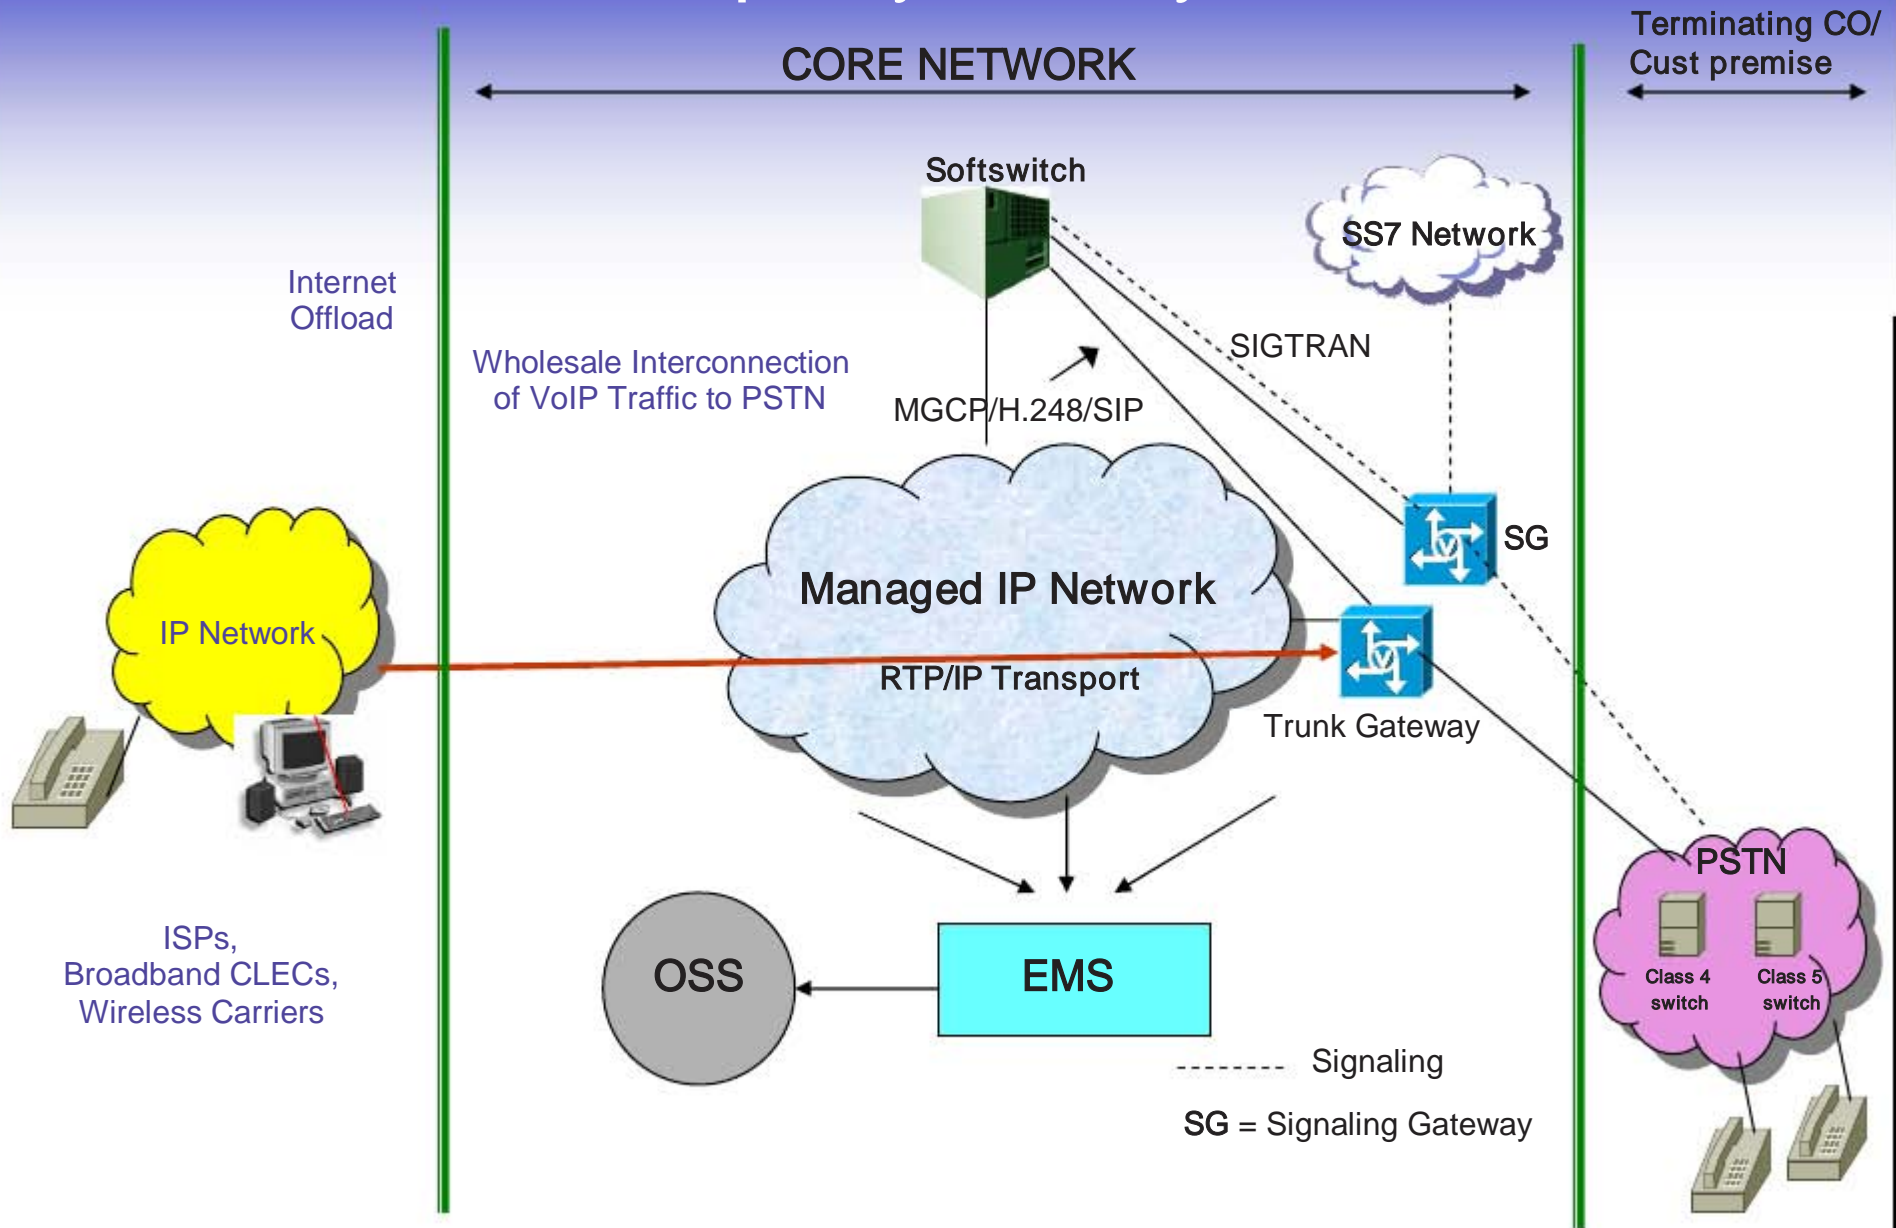 CORE NETWORK
Terminating CO/
Cust premise
Softswitch
SS7 Network
Internet
Offload
Wholesale Interconnection
of VoIP Traffic to PSTN
SIGTRAN
MGCP/H.248/SIP
SG
Managed IP Network
IP Network
RTP/IP Transport
Trunk Gateway
PSTN
Class 4
switch
Class 5
switch
ISPs,
Broadband CLECs,
Wireless Carriers
OSS
EMS
Signaling
SG = Signaling Gateway